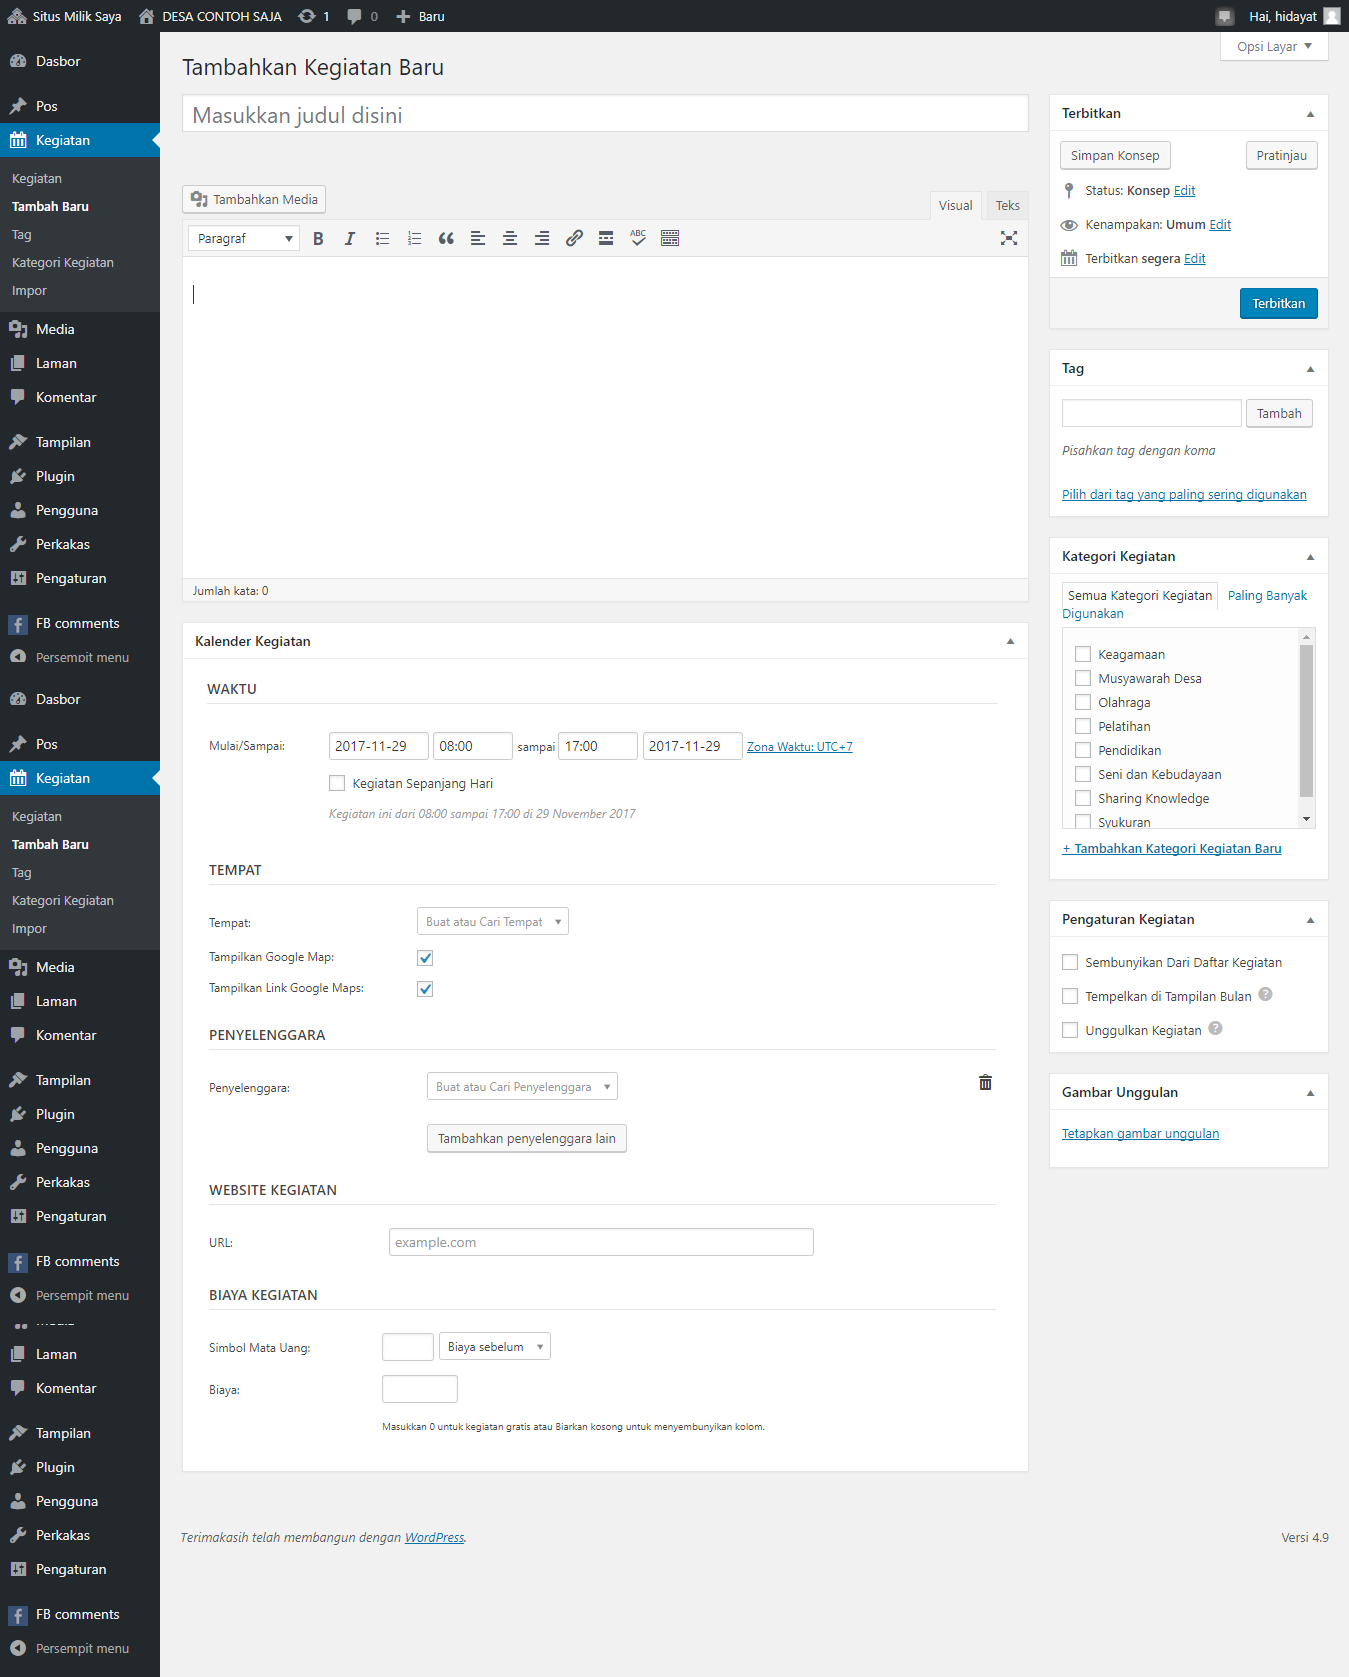 Situs Milik Saya DESA CONTOH SAJA 1 0 Baru Hai, hidayat
Opsi Layar
Dasbor
Pos
Kegiatan
Kegiatan
Tambah Baru
Tag
Kategori Kegiatan
Impor
Media
Laman
Komentar
Tampilan
Plugin
Pengguna
Perkakas
Pengaturan
FB comments
Persempit menu
Dasbor
Pos
Kegiatan
Kegiatan
Tambah Baru
Tag
Kategori Kegiatan
Impor
Media
Laman
Komentar
Tampilan
Plugin
Pengguna
Perkakas
Pengaturan
FB comments
Persempit menu
Laman
Komentar
Tampilan
Plugin
Pengguna
Perkakas
Pengaturan
FB comments
Persempit menu
Tambahkan Kegiatan Baru
Masukkan judul disini
Tambahkan Media
Visual Teks
Paragraf B I ABC
Jumlah kata: 0
Kalender Kegiatan
WAKTU
Mulai/Sampai: 2017-11-29 08:00 sampai 17:00 2017-11-29 Zona Waktu: UTC+7
Kegiatan Sepanjang Hari
Kegiatan ini dari 08:00 sampai 17:00 di 29 November 2017
TEMPAT
Tempat: Buat atau Cari Tempat
Tampilkan Google Map:
Tampilkan Link Google Maps:
PENYELENGGARA
Penyelenggara: Buat atau Cari Penyelenggara
Tambahkan penyelenggara lain
WEBSITE KEGIATAN
URL: example.com
BIAYA KEGIATAN
Simbol Mata Uang: Biaya sebelum
Biaya:
Masukkan 0 untuk kegiatan gratis atau Biarkan kosong untuk menyembunyikan kolom.
Terbitkan
Simpan Konsep Pratinjau
Status: Konsep Edit
Kenampakan: Umum Edit
Terbitkan segera Edit
Terbitkan
Tag
Tambah
Pisahkan tag dengan koma
Pilih dari tag yang paling sering digunakan
Kategori Kegiatan
Semua Kategori Kegiatan Paling Banyak
Digunakan
Keagamaan
Musyawarah Desa
Olahraga
Pelatihan
Pendidikan
Seni dan Kebudayaan
Sharing Knowledge
Syukuran
+ Tambahkan Kategori Kegiatan Baru
Pengaturan Kegiatan
Sembunyikan Dari Daftar Kegiatan
Tempelkan di Tampilan Bulan ?
Unggulkan Kegiatan ?
Gambar Unggulan
Tetapkan gambar unggulan
Terimakasih telah membangun dengan WordPress. Versi 4.9